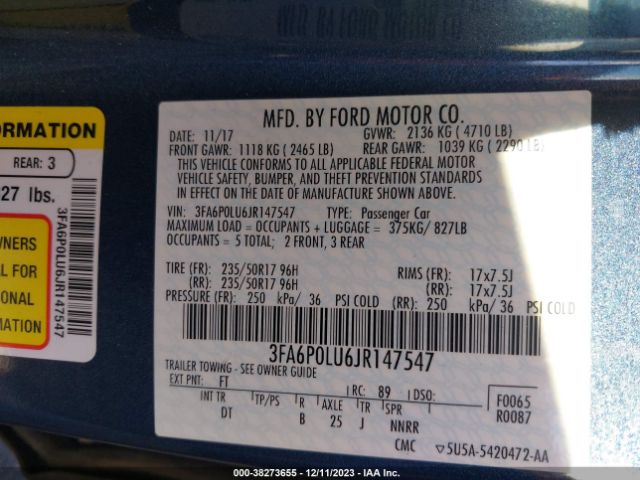 MFD. BY FORD MOTOR CO.
DATE: 11/17 GVWR: 2136 KG ( 4710 LB)
FRONT GAWR: 1118 KG ( 2465 LB) REAR GAWR: 1039 KG ( 2290 LB)
THIS VEHICLE CONFORMS TO ALL APPLICABLE FEDERAL MOTOR
VEHICLE SAFETY, BUMPER, AND THEFT PREVENTION STANDARDS
IN EFFECT ON THE DATE OF MANUFACTURE SHOWN ABOVE.
VIN: 3FA6P0LU6JR147547 TYPE: Passenger Car
MAXIMUM LOAD = OCCUPANTS + LUGGAGE = 375KG/ 827LB
OCCUPANTS = 5 TOTAL; 2 FRONT, 3 REAR
TIRE (FR): 235/50R17 96H RIMS (FR): 17x7.5J
(RR): 235/50R17 96H (RR): 17x7.5J
PRESSURE (FR): 250 kPa/ 36 PSI COLD (RR): 250 kPa/ 36 PSI COLD
3FA6P0LU6JR147547
TRAILER TOWING - SEE OWNER GUIDE
EXT PNT: FT RC: 89 DSO: F0065
INT TR TP/PS R AXLE TR SPR R0087
DT B 25 J NNRR
CMC ▽5U5A-5420472-AA
ORMATION
REAR: 3
27 lbs.
WNERS
AL FOR
ONAL
MATION
3FA6P0LU6JR147547
000-38273655 - 12/11/2023 - IAA Inc.